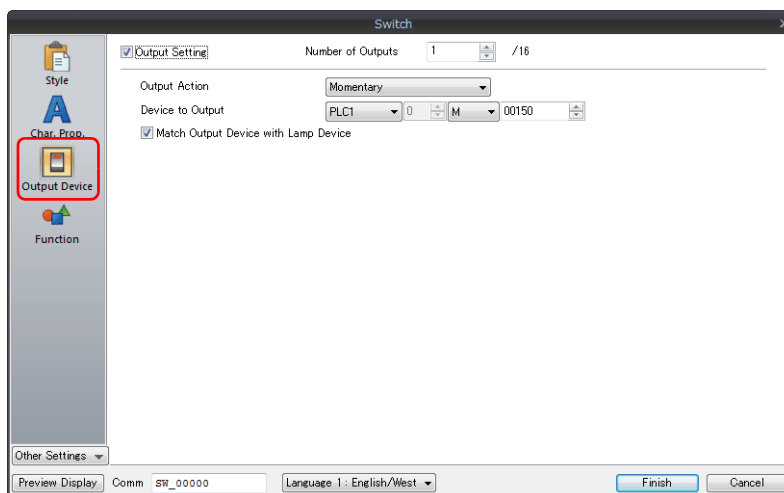 Switch
Style
Char. Prop.
Output Device
Function
Other Settings
Output Setting Number of Outputs 1 /16
Output Action Momentary
Device to Output PLC1 0 M 00150
Match Output Device with Lamp Device
Preview Display Comm SW_00000 Language 1 : English/West Finish Cancel